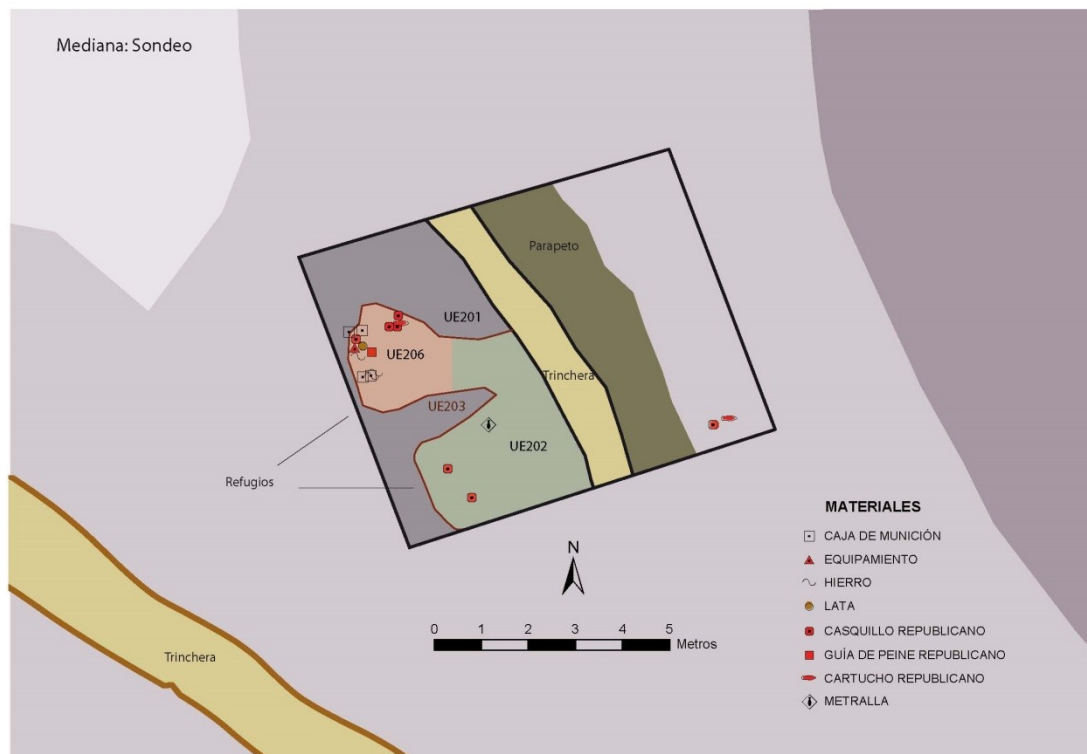 Mediana: Sondeo
Parapeto
UE201
UE206
Trinchera
UE203
UE202
Refugios
Trinchera
N
0 1 2 3 4 5
Metros
MATERIALES
CAJA DE MUNICIÓN
EQUIPAMIENTO
HIERRO
LATA
CASQUILLO REPUBLICANO
GUÍA DE PEINE REPUBLICANO
CARTUCHO REPUBLICANO
METRALLA